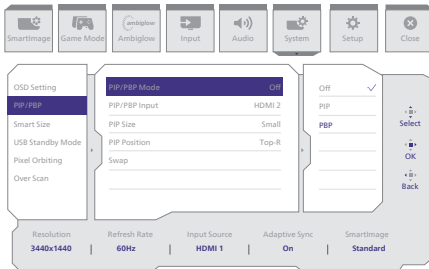 SmartImage
Game Mode
ambiglow
Ambiglow
Input
Audio
System
Setup
Close
OSD Setting
PIP/PBP
Smart Size
USB Standby Mode
Pixel Orbiting
Over Scan
PIP/PBP Mode Off
PIP/PBP Input HDMI 2
PIP Size Small
PIP Position Top-R
Swap
Off
PIP
PBP
Select
OK
Back
Resolution Refresh Rate Input Source Adaptive Sync SmartImage
3440x1440 | 60Hz | HDMI 1 | On | Standard